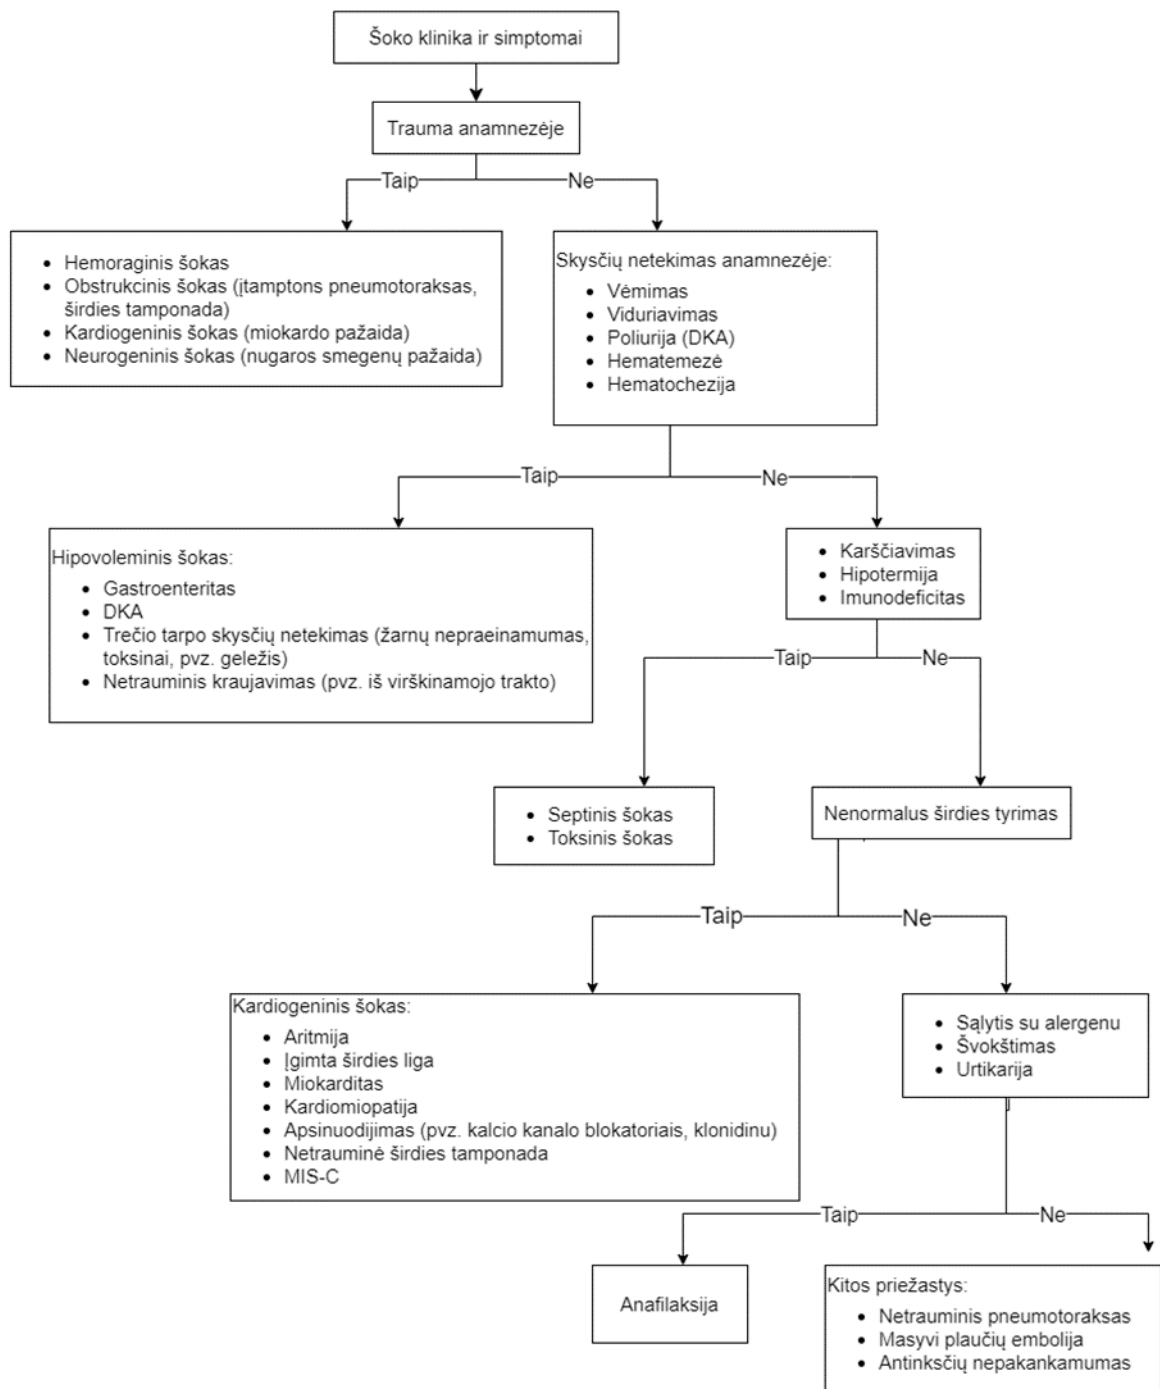 Šoko klinika ir simptomai
Trauma anamnezėje
Taip
Ne
Hemoraginis šokas
Obstrukcinis šokas (įtamptons pneumotoraksas,
širdies tamponada)
Kardiogeninis šokas (miokardo pažaida)
Neurogeninis šokas (nugaros smegenų pažaida)
Skysčių netekimas anamnezėje:
Vėmimas
Viduriavimas
Poliurija (DKA)
Hematemezė
Hematochezija
Taip
Ne
Hipovoleminis šokas:
Gastroenteritas
DKA
Trečio tarpo skysčių netekimas (žarnų nepraeinamumas,
toksinai, pvz. geležis)
Netrauminis kraujavimas (pvz. iš virškinamojo trakto)
Karščiavimas
Hipotermija
Imunodeficitas
Taip
Ne
Septinis šokas
Toksinis šokas
Nenormalus širdies tyrimas
Taip
Ne
Kardiogeninis šokas:
Aritmija
Įgimta širdies liga
Miokarditas
Kardiomiopatija
Apsinuodijimas (pvz. kalcio kanalo blokatoriais, klonidinu)
Netrauminė širdies tamponada
MIS-C
Sąlytis su alergenu
Švokštimas
Urtikarija
Taip
Ne
Anafilaksija
Kitos priežastys:
Netrauminis pneumotoraksas
Masyvi plaučių embolija
Antinksčių nepakankamumas